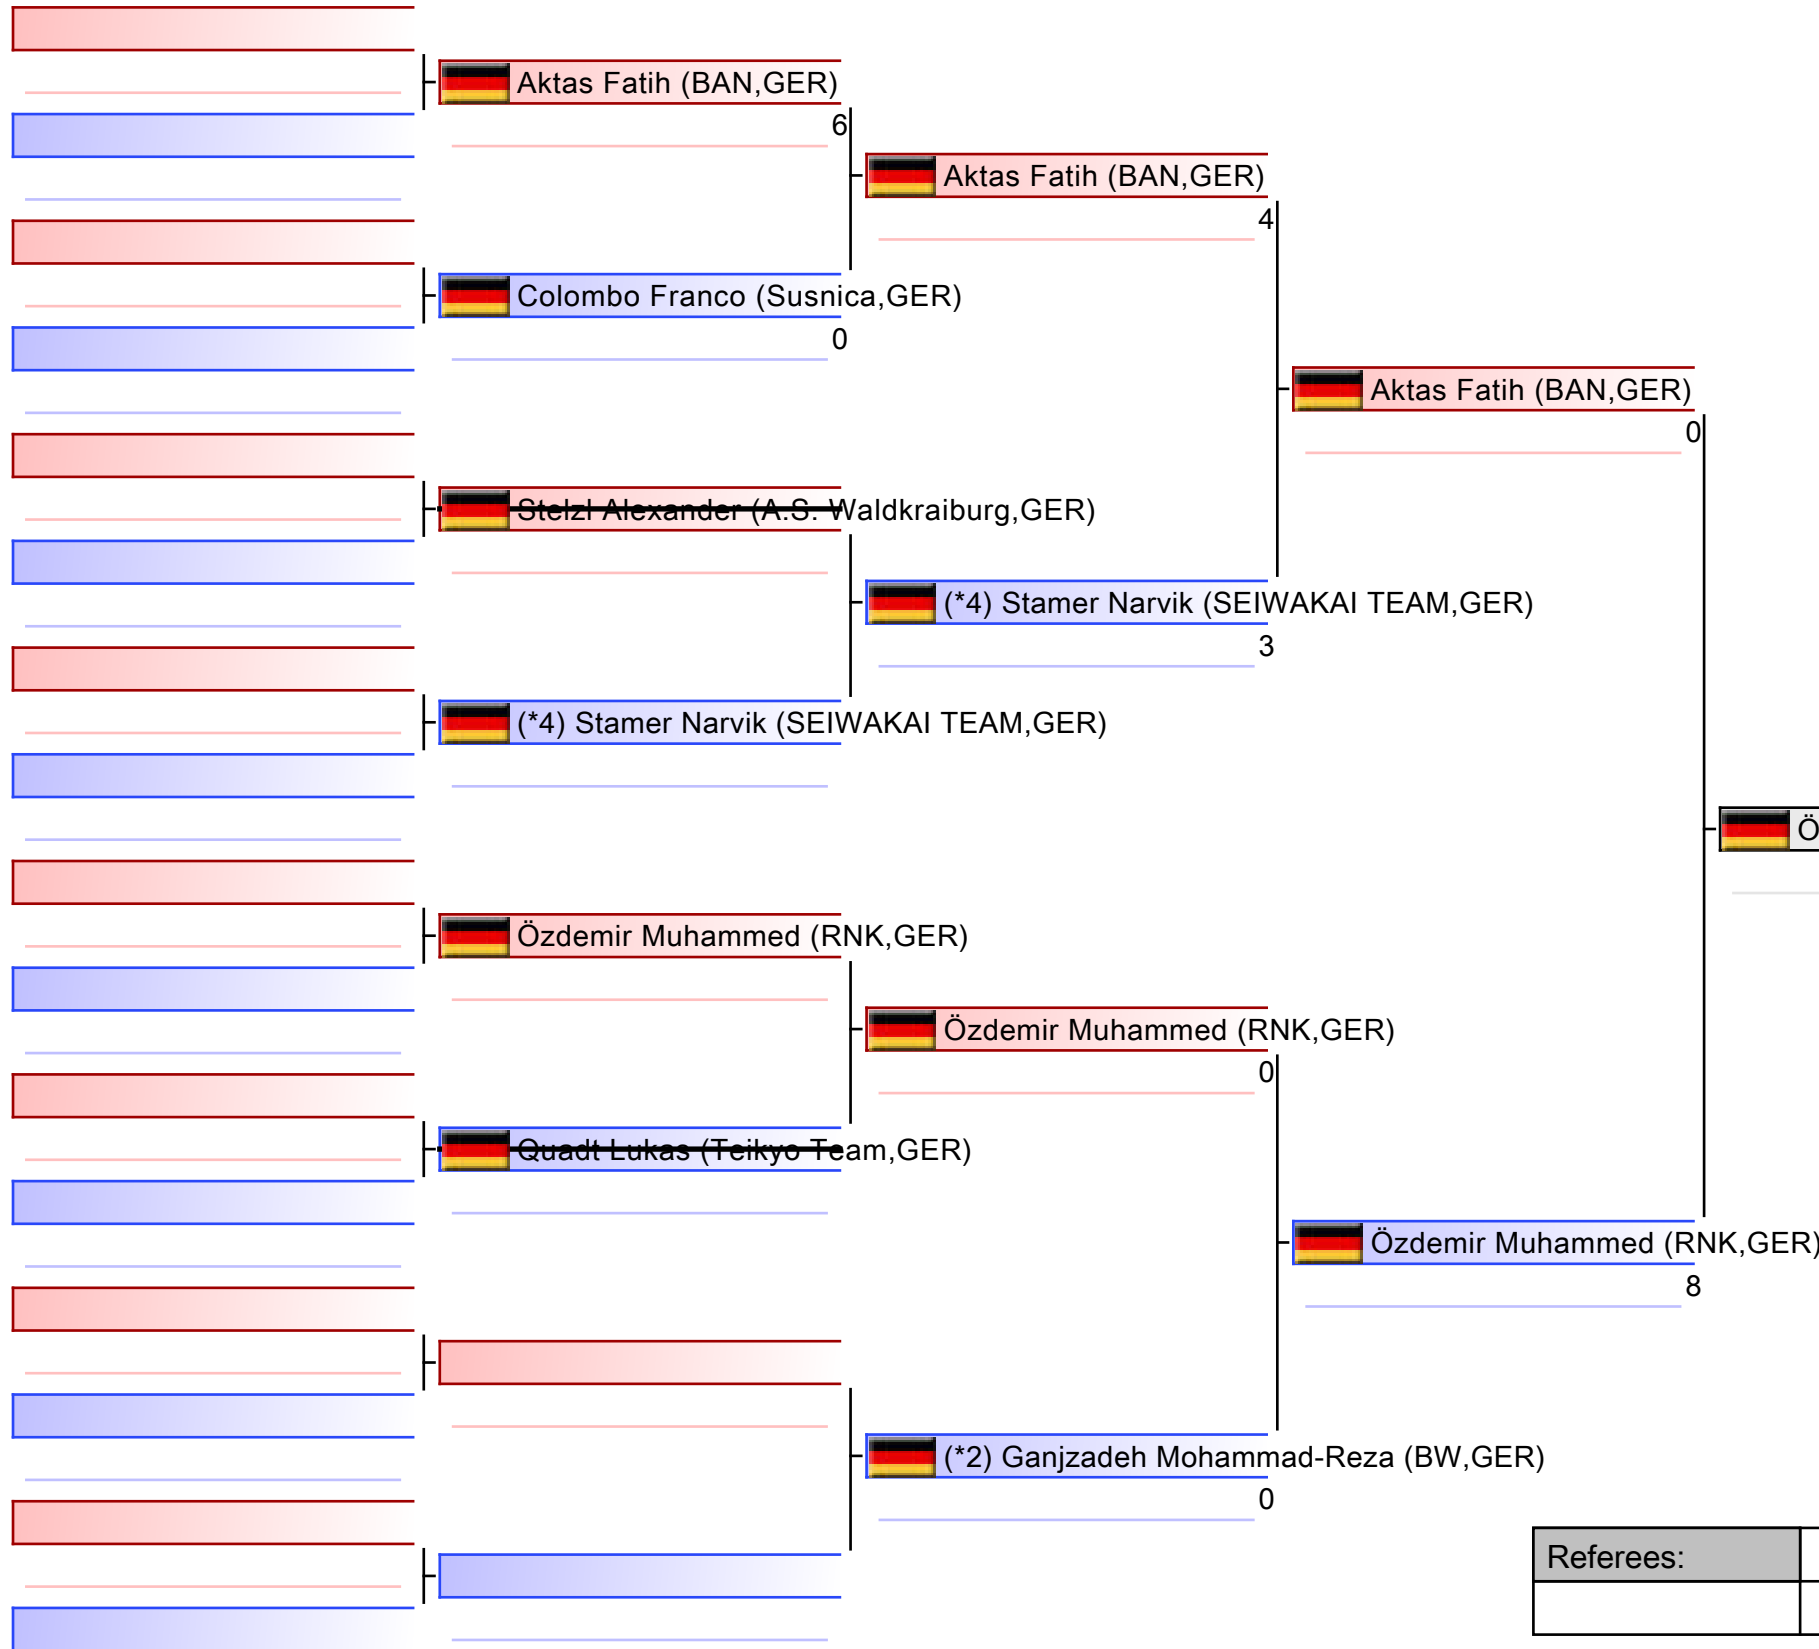 Aktas Fatih (BAN,GER)
6
Colombo Franco (Susnica,GER)
0
Stelzl Alexander (A.S. Waldkraiburg,GER)
(*4) Stamer Narvik (SEIWAKAI TEAM,GER)
Özdemir Muhammed (RNK,GER)
Quadt Lukas (Teikyo Team,GER)
Aktas Fatih (BAN,GER)
4
(*4) Stamer Narvik (SEIWAKAI TEAM,GER)
3
Özdemir Muhammed (RNK,GER)
0
(*2) Ganjzadeh Mohammad-Reza (BW,GER)
0
Aktas Fatih (BAN,GER)
0
Özdemir Muhammed (RNK,GER)
8
Ö
Referees: